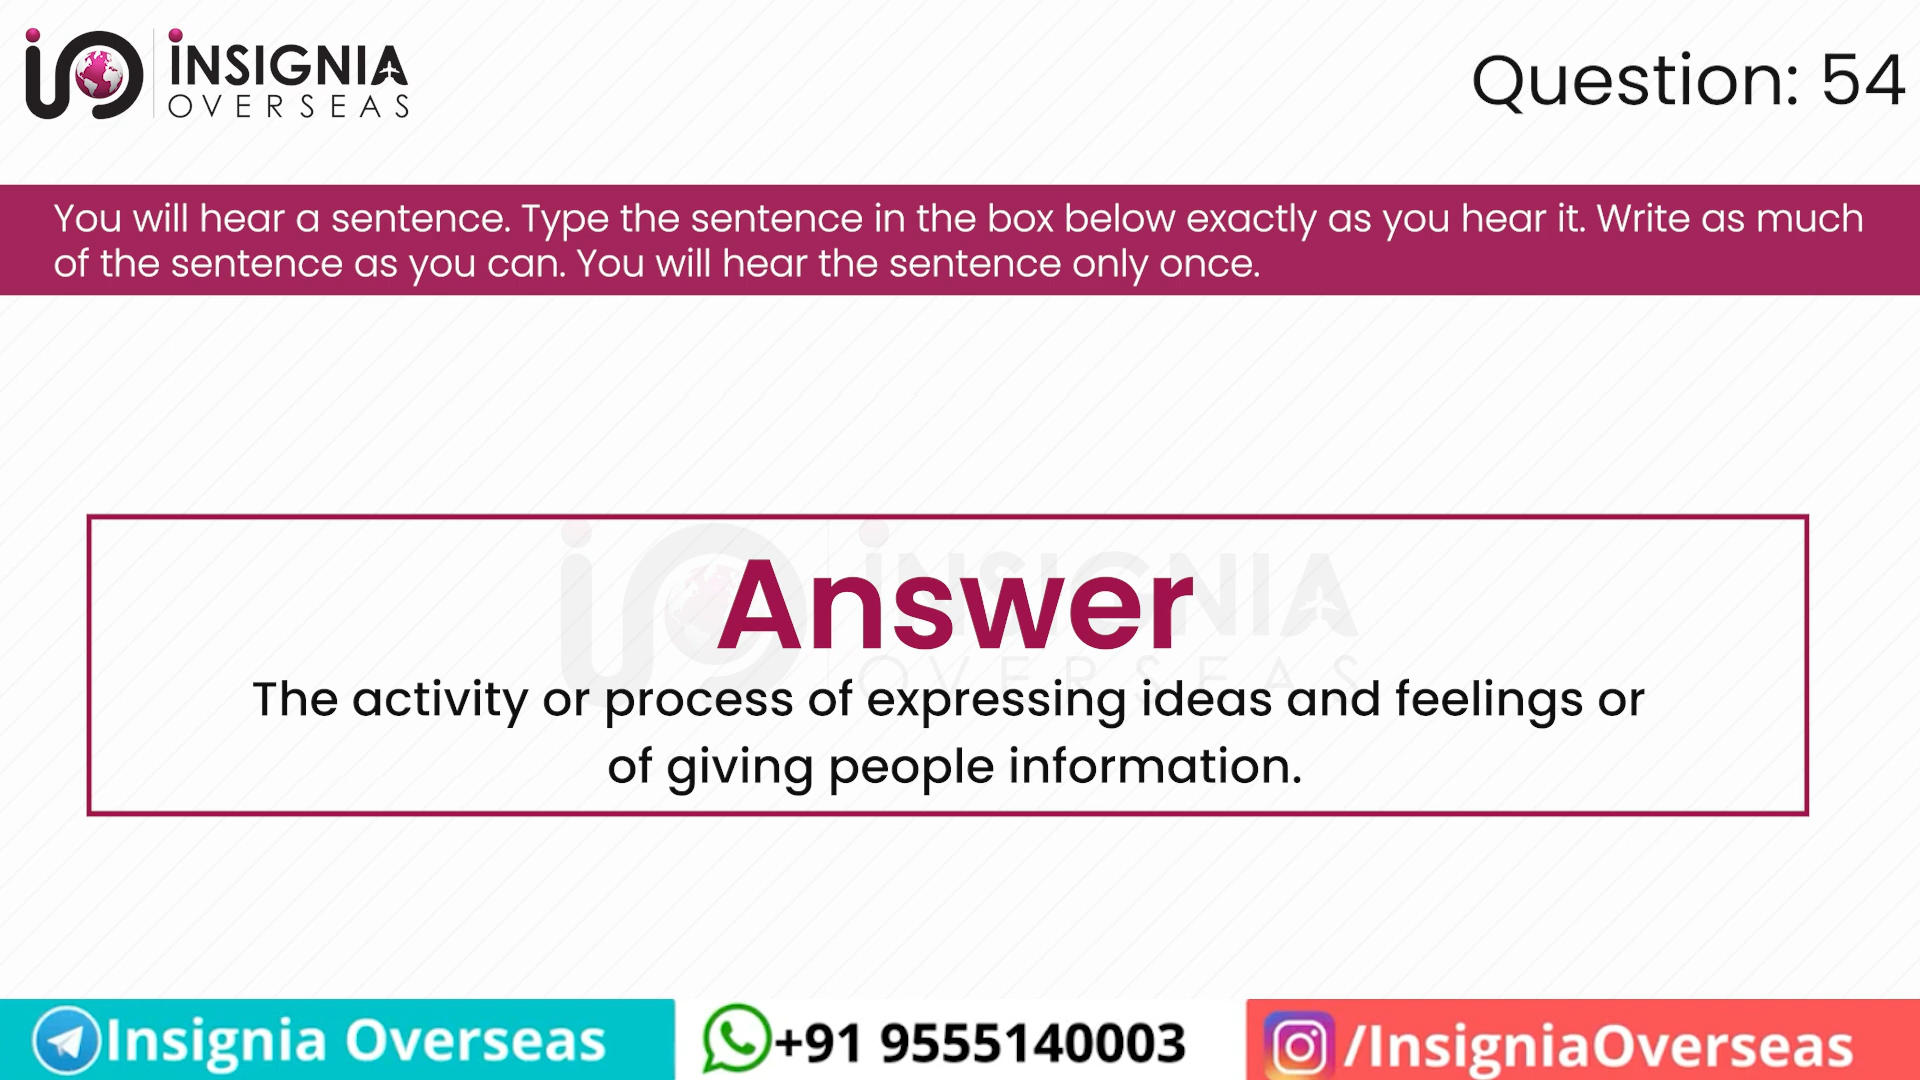 iNSIGNIA
OVERSEAS
Question: 54
You will hear a sentence. Type the sentence in the box below exactly as you hear it. Write as much
of the sentence as you can. You will hear the sentence only once.
iNSIGNIA
OVERSEAS
Answer
The activity or process of expressing ideas and feelings or
of giving people information.
Insignia Overseas
+91 9555140003
/InsigniaOverseas